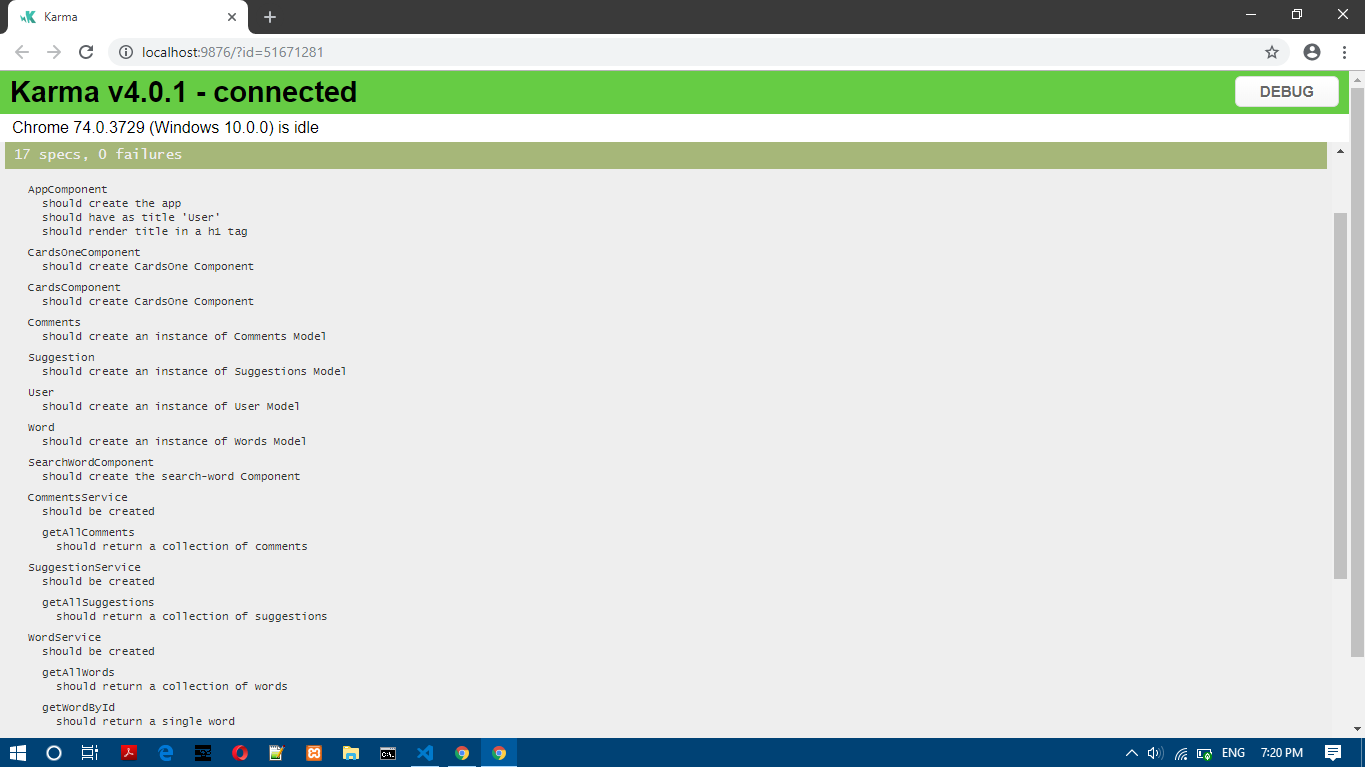 Karma
localhost:9876/?id=51671281
Karma v4.0.1 - connected
DEBUG
Chrome 74.0.3729 (Windows 10.0.0) is idle
17 specs, 0 failures
AppComponent
should create the app
should have as title 'User'
should render title in a h1 tag
CardsOneComponent
should create CardsOne Component
CardsComponent
should create CardsOne Component
Comments
should create an instance of Comments Model
Suggestion
should create an instance of Suggestions Model
User
should create an instance of User Model
Word
should create an instance of Words Model
SearchWordComponent
should create the search-word Component
CommentsService
should be created
getAllComments
should return a collection of comments
SuggestionService
should be created
getAllSuggestions
should return a collection of suggestions
WordService
should be created
getAllWords
should return a collection of words
getWordById
should return a single word
ENG
7:20 PM